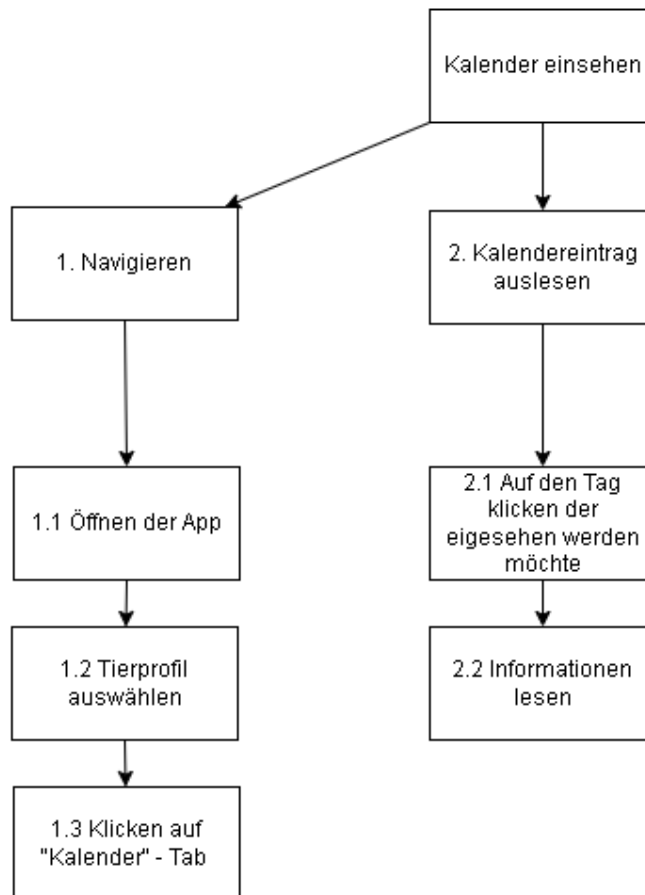 Kalender einsehen
1. Navigieren
2. Kalendereintrag
auslesen
1.1 Öffnen der App
2.1 Auf den Tag
klicken der
eigesehen werden
möchte
1.2 Tierprofil
auswählen
2.2 Informationen
lesen
1.3 Klicken auf
"Kalender" - Tab